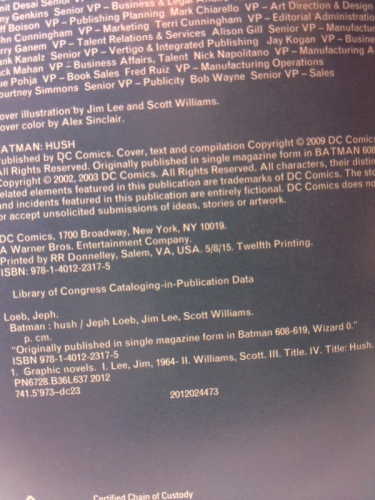 Desai Senior VP – Business & Legal Affairs
my Genkins Senior VP – Business & Legal
hn Boison VP – Publishing Planning Mark Chiarello VP – Art Direction & Design
hn Cunningham VP – Marketing Terri Cunningham VP – Editorial Administration
rry Ganem VP – Talent Relations & Services Alison Gill Senior VP – Manufactur
ank Kanalz Senior VP – Vertigo & Integrated Publishing Jay Kogan VP – Busine
ck Mahan VP – Business Affairs, Talent Nick Napolitano VP – Manufacturing A
ue Pohja VP – Book Sales Fred Ruiz VP – Manufacturing Operations
ourtney Simmons Senior VP – Publicity Bob Wayne Senior VP – Sales
over illustration by Jim Lee and Scott Williams.
over color by Alex Sinclair.
BATMAN: HUSH
Published by DC Comics. Cover, text and compilation Copyright © 2009 DC Com
All Rights Reserved. Originally published in single magazine form in BATMAN 608
Copyright © 2002, 2003 DC Comics. All Rights Reserved. All characters, their distin
elated elements featured in this publication are trademarks of DC Comics. The sto
nd incidents featured in this publication are entirely fictional. DC Comics does no
or accept unsolicited submissions of ideas, stories or artwork.
DC Comics, 1700 Broadway, New York, NY 10019.
A Warner Bros. Entertainment Company.
Printed by RR Donnelley, Salem, VA, USA. 5/8/15. Twelfth Printing.
ISBN: 978-1-4012-2317-5
Library of Congress Cataloging-in-Publication Data
Loeb, Jeph.
Batman : hush / Jeph Loeb, Jim Lee, Scott Williams.
p. cm.
"Originally published in single magazine form in Batman 608-619, Wizard 0."
ISBN 978-1-4012-2317-5
1. Graphic novels. I. Lee, Jim, 1964- II. Williams, Scott. III. Title. IV. Title: Hush.
PN6728.B36L637 2012
741.5'973–dc23 2012024473
Certified Chain of Custody